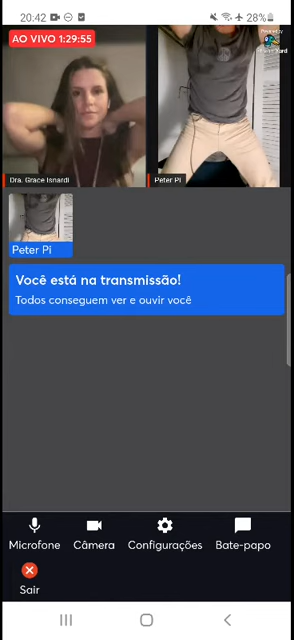 20:42
28%
AO VIVO 1:29:55
Dra. Grace Isnardi
Peter Pi
Peter Pi
Você está na transmissão!
Todos conseguem ver e ouvir você
Microfone
Câmera
Configurações
Bate-papo
Sair